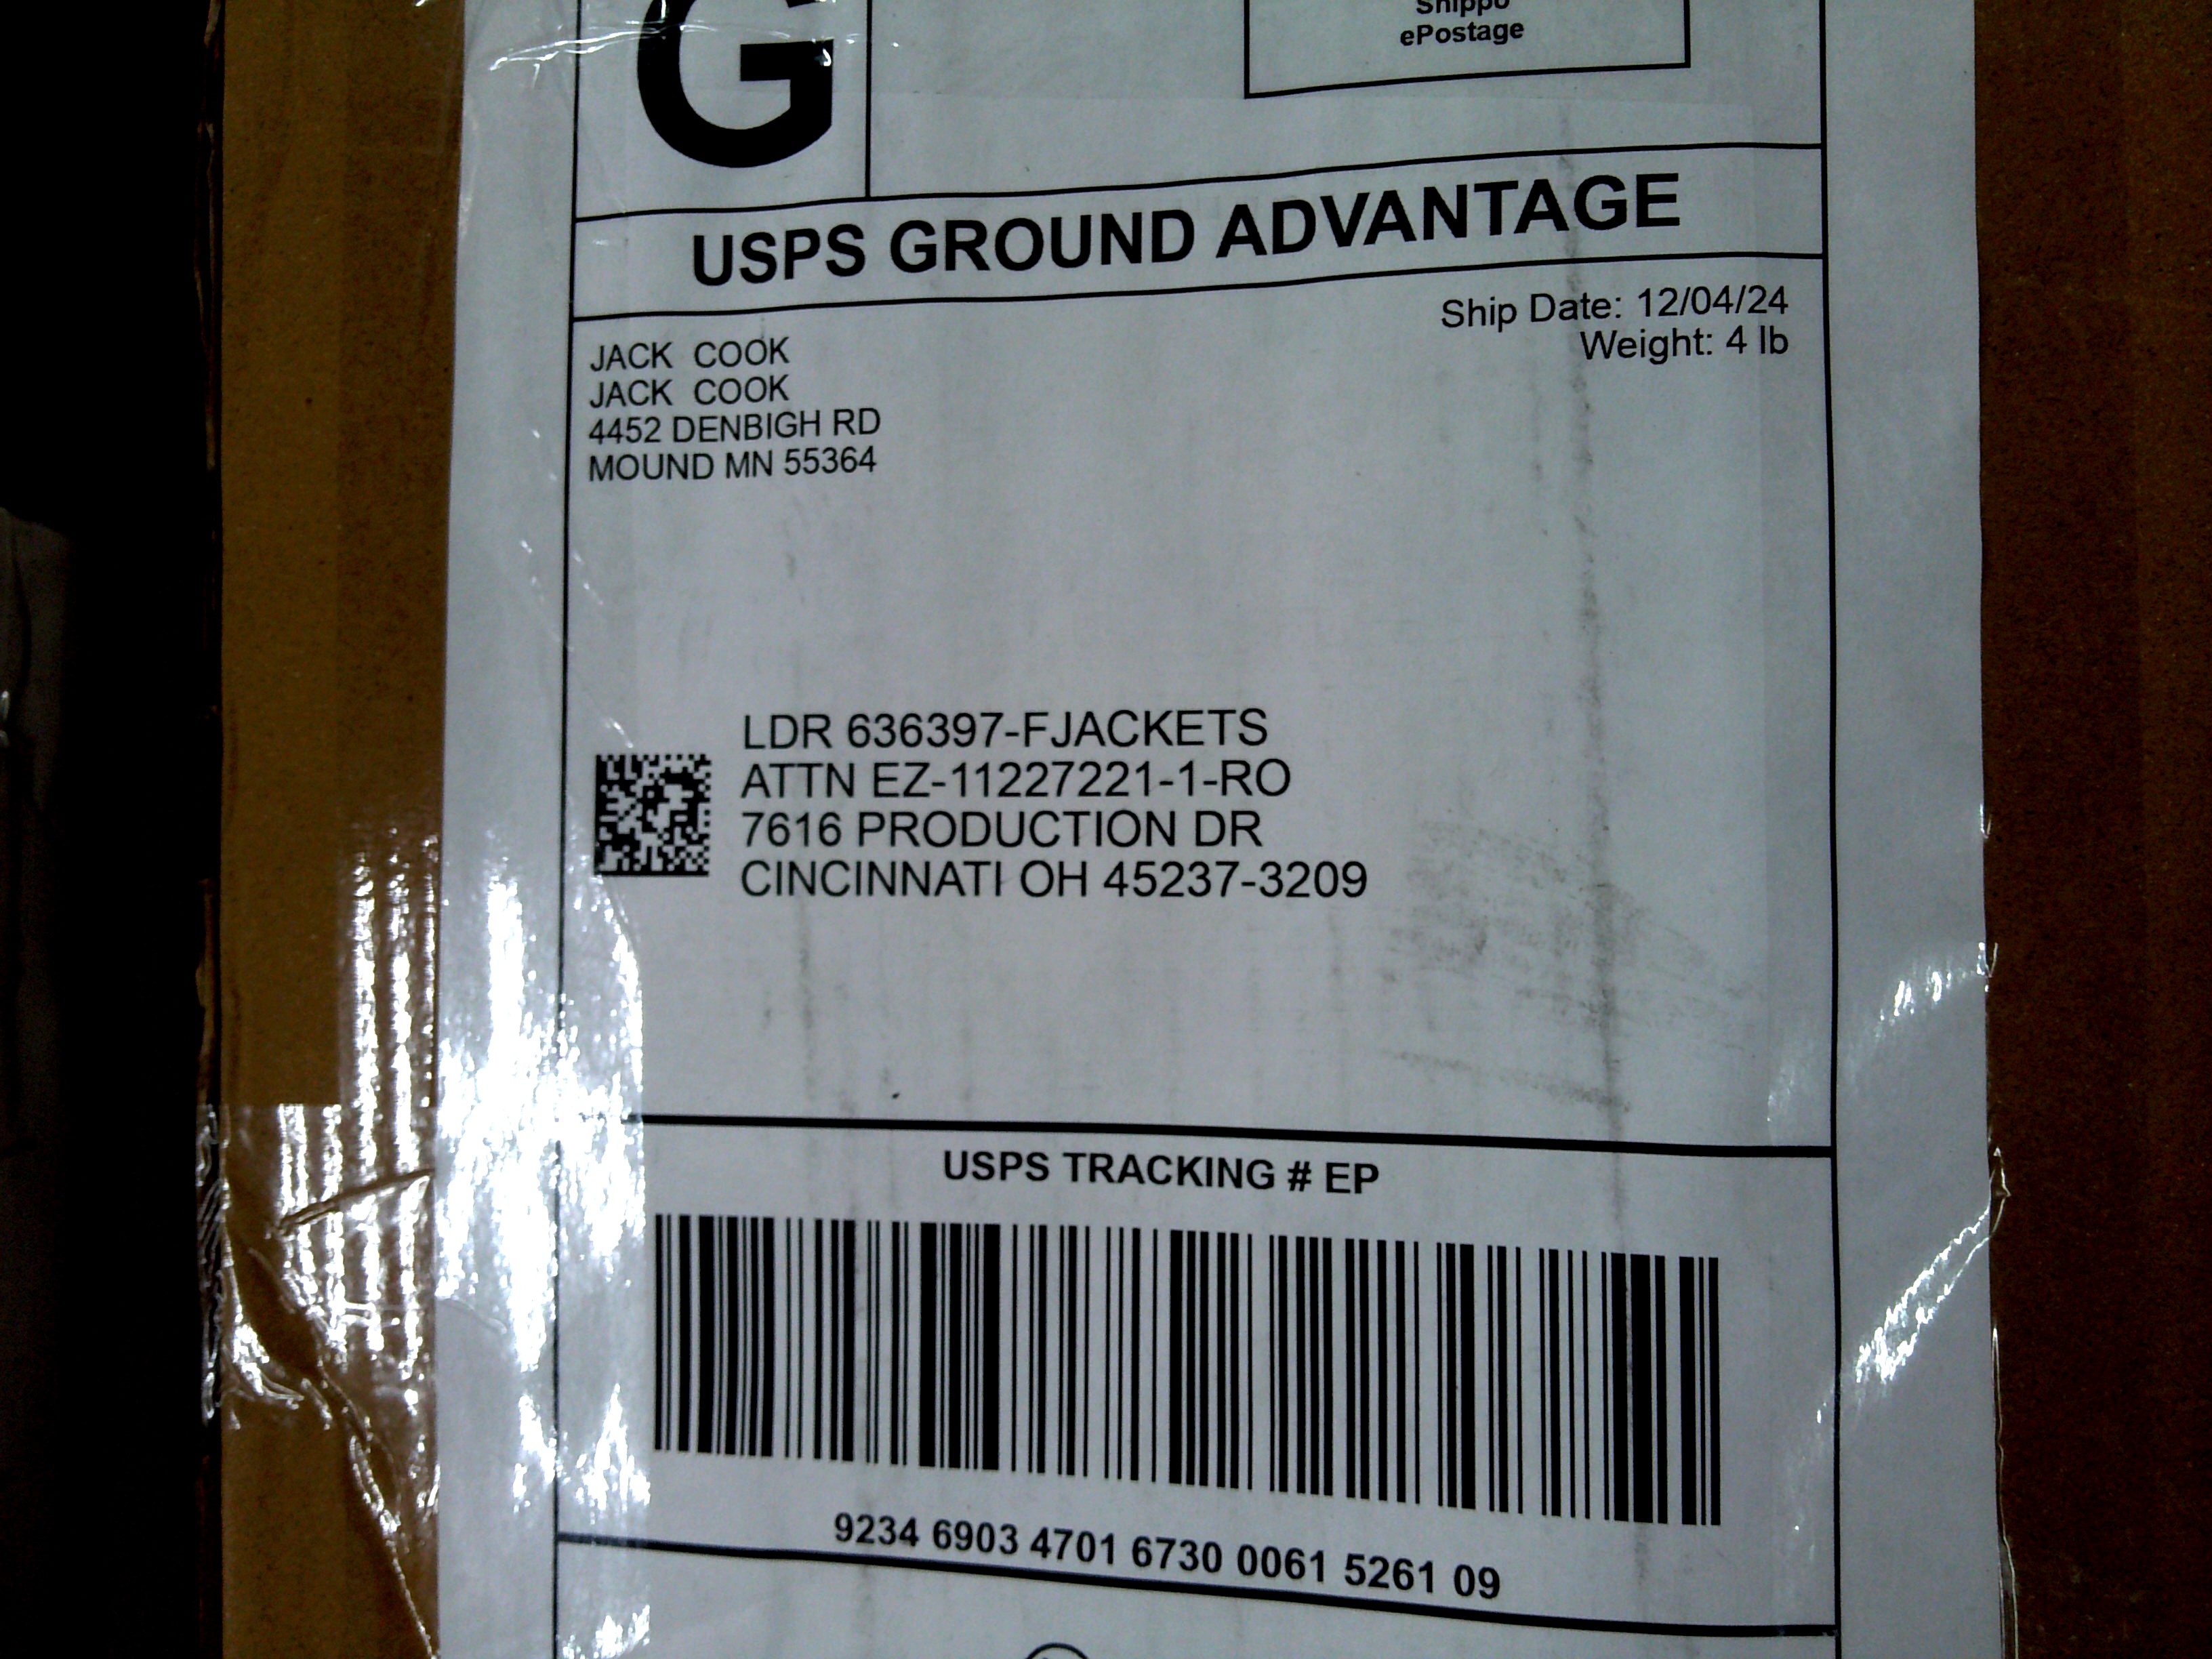 G
Shippo
ePostage
USPS GROUND ADVANTAGE
Ship Date: 12/04/24
Weight: 4 lb
JACK  COOK
JACK  COOK
4452 DENBIGH RD
MOUND MN 55364
LDR 636397-FJACKETS
ATTN EZ-11227221-1-RO
7616 PRODUCTION DR
CINCINNATI OH 45237-3209
USPS TRACKING # EP
9234 6903 4701 6730 0061 5261 09